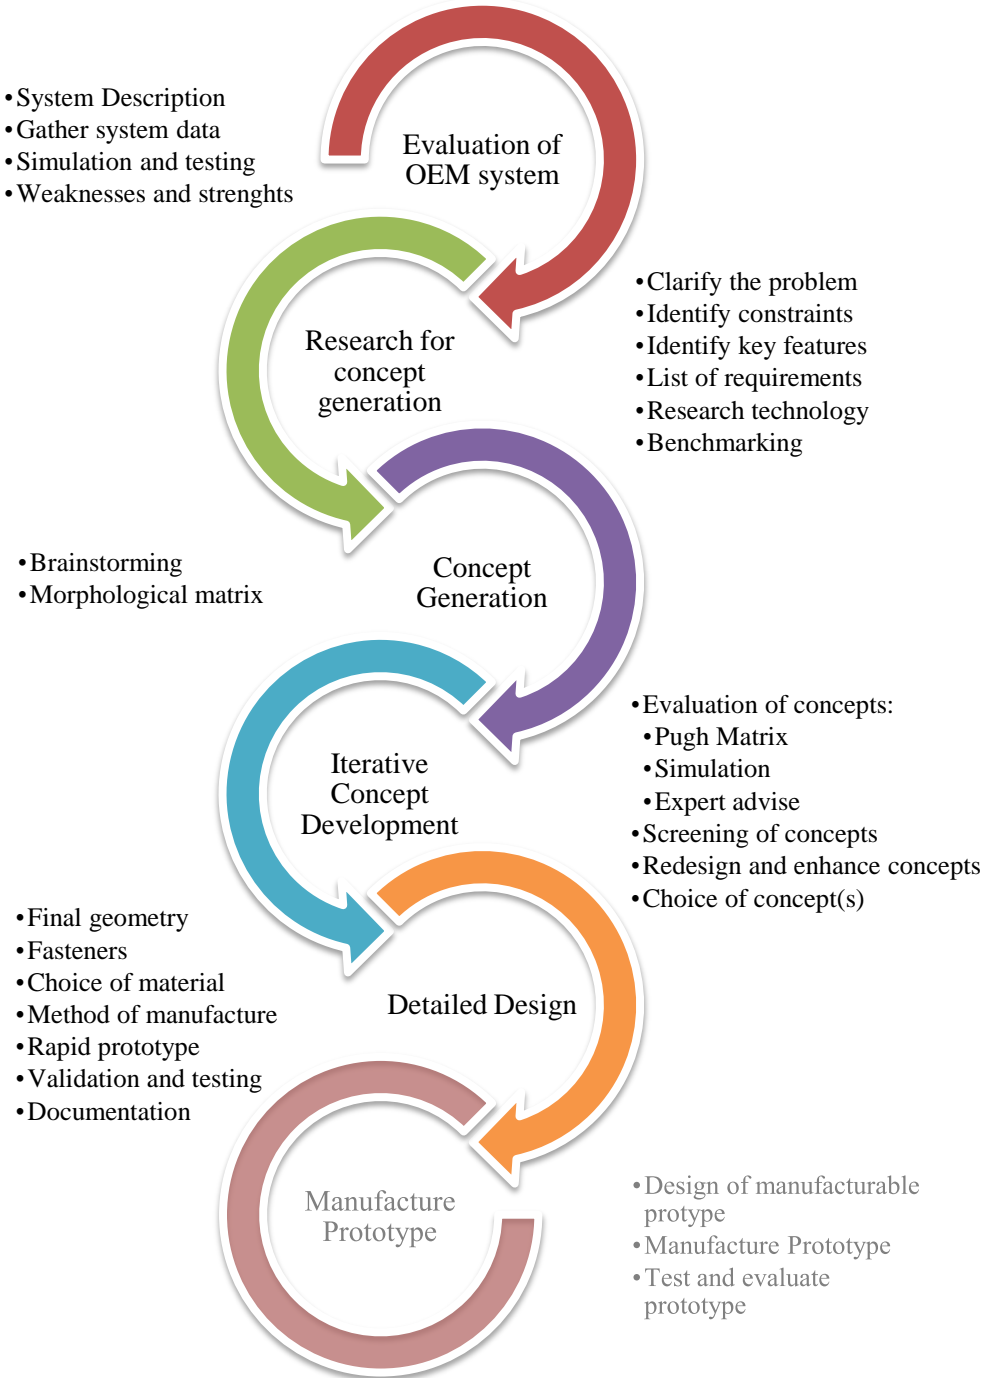 •System Description
•Gather system data
•Simulation and testing
•Weaknesses and strenghts
Evaluation of
OEM system
Research for
concept
generation
•Clarify the problem
•Identify constraints
•Identify key features
•List of requirements
•Research technology
•Benchmarking
•Brainstorming
•Morphological matrix
Concept
Generation
Iterative
Concept
Development
•Evaluation of concepts:
•Pugh Matrix
•Simulation
•Expert advise
•Screening of concepts
•Redesign and enhance concepts
•Choice of concept(s)
•Final geometry
•Fasteners
•Choice of material
•Method of manufacture
•Rapid prototype
•Validation and testing
•Documentation
Detailed Design
Manufacture
Prototype
•Design of manufacturable
protype
•Manufacture Prototype
•Test and evaluate
prototype